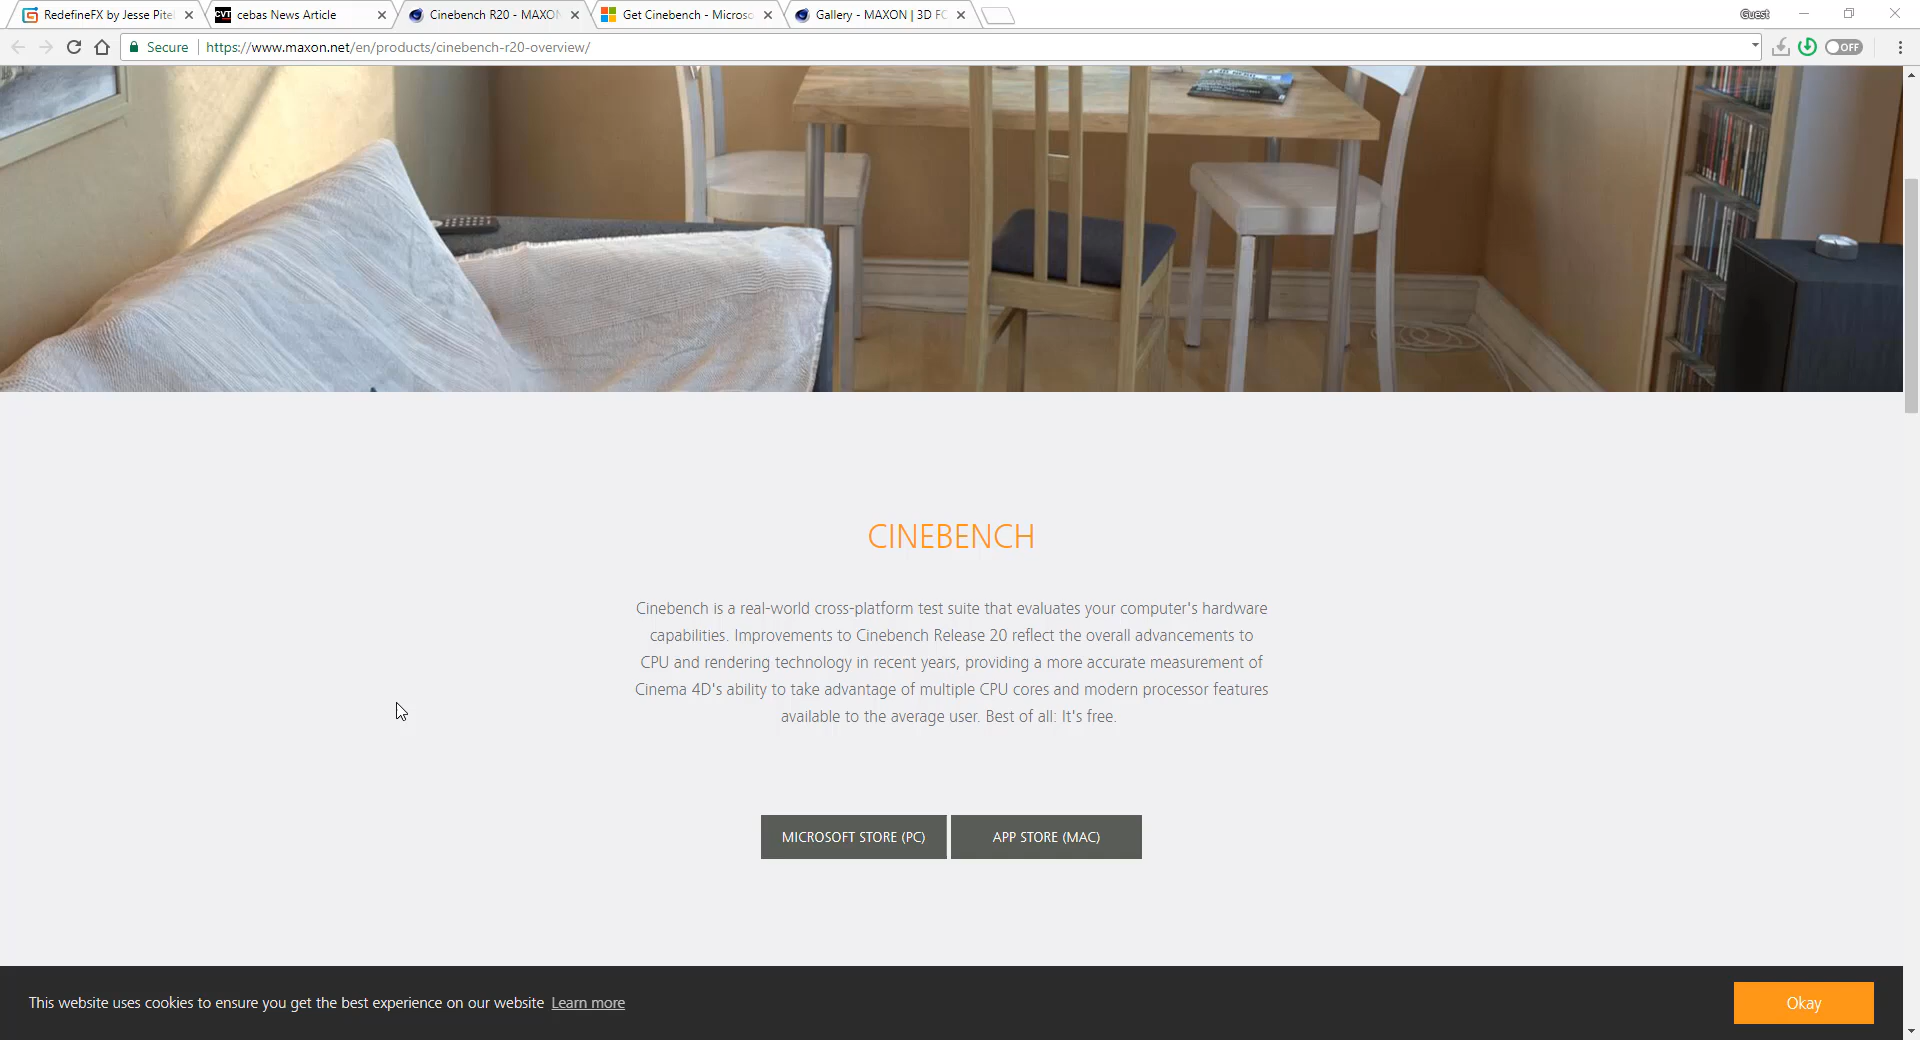 RedefineFX by Jesse Pitel
cebas News Article
Cinebench R20 - MAXON
Get Cinebench - Microso
Gallery - MAXON | 3D FO
Guest
Secure
https://www.maxon.net/en/products/cinebench-r20-overview/
OFF
CINEBENCH
Cinebench is a real-world cross-platform test suite that evaluates your computer's hardware
capabilities. Improvements to Cinebench Release 20 reflect the overall advancements to
CPU and rendering technology in recent years, providing a more accurate measurement of
Cinema 4D's ability to take advantage of multiple CPU cores and modern processor features
available to the average user. Best of all: It's free.
MICROSOFT STORE (PC)
APP STORE (MAC)
This website uses cookies to ensure you get the best experience on our website Learn more
Okay